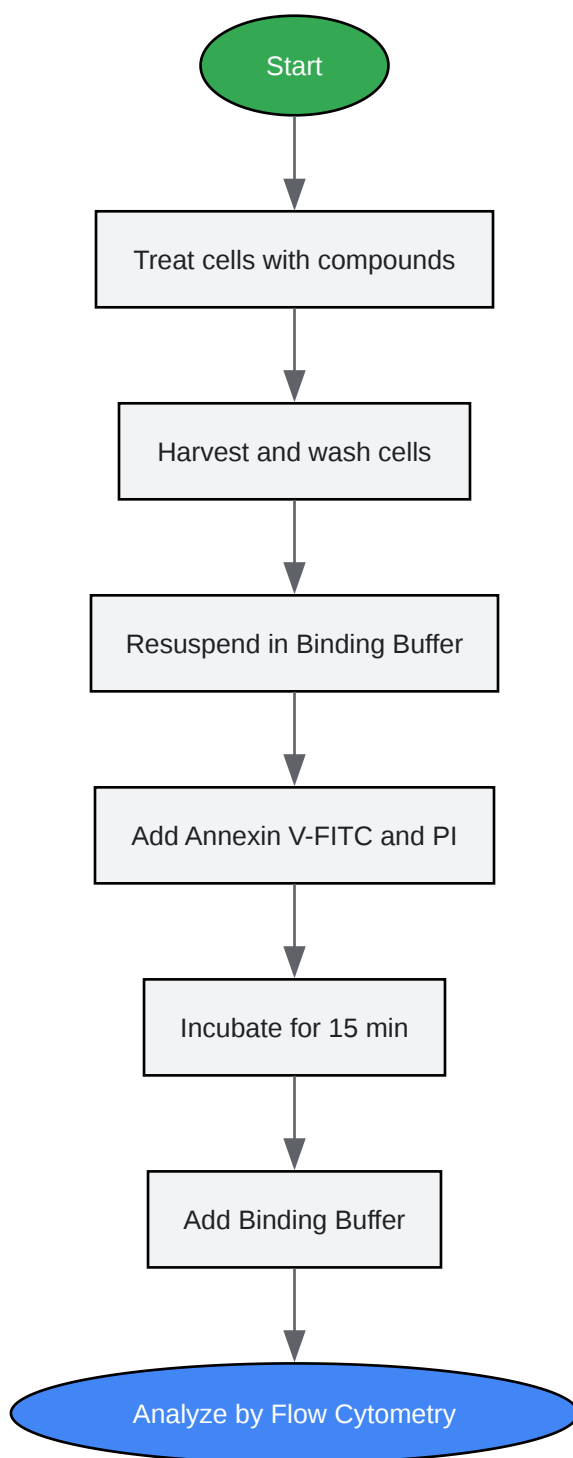 Start
Treat cells with compounds
Harvest and wash cells
Resuspend in Binding Buffer
Add Annexin V-FITC and PI
Incubate for 15 min
Add Binding Buffer
Analyze by Flow Cytometry